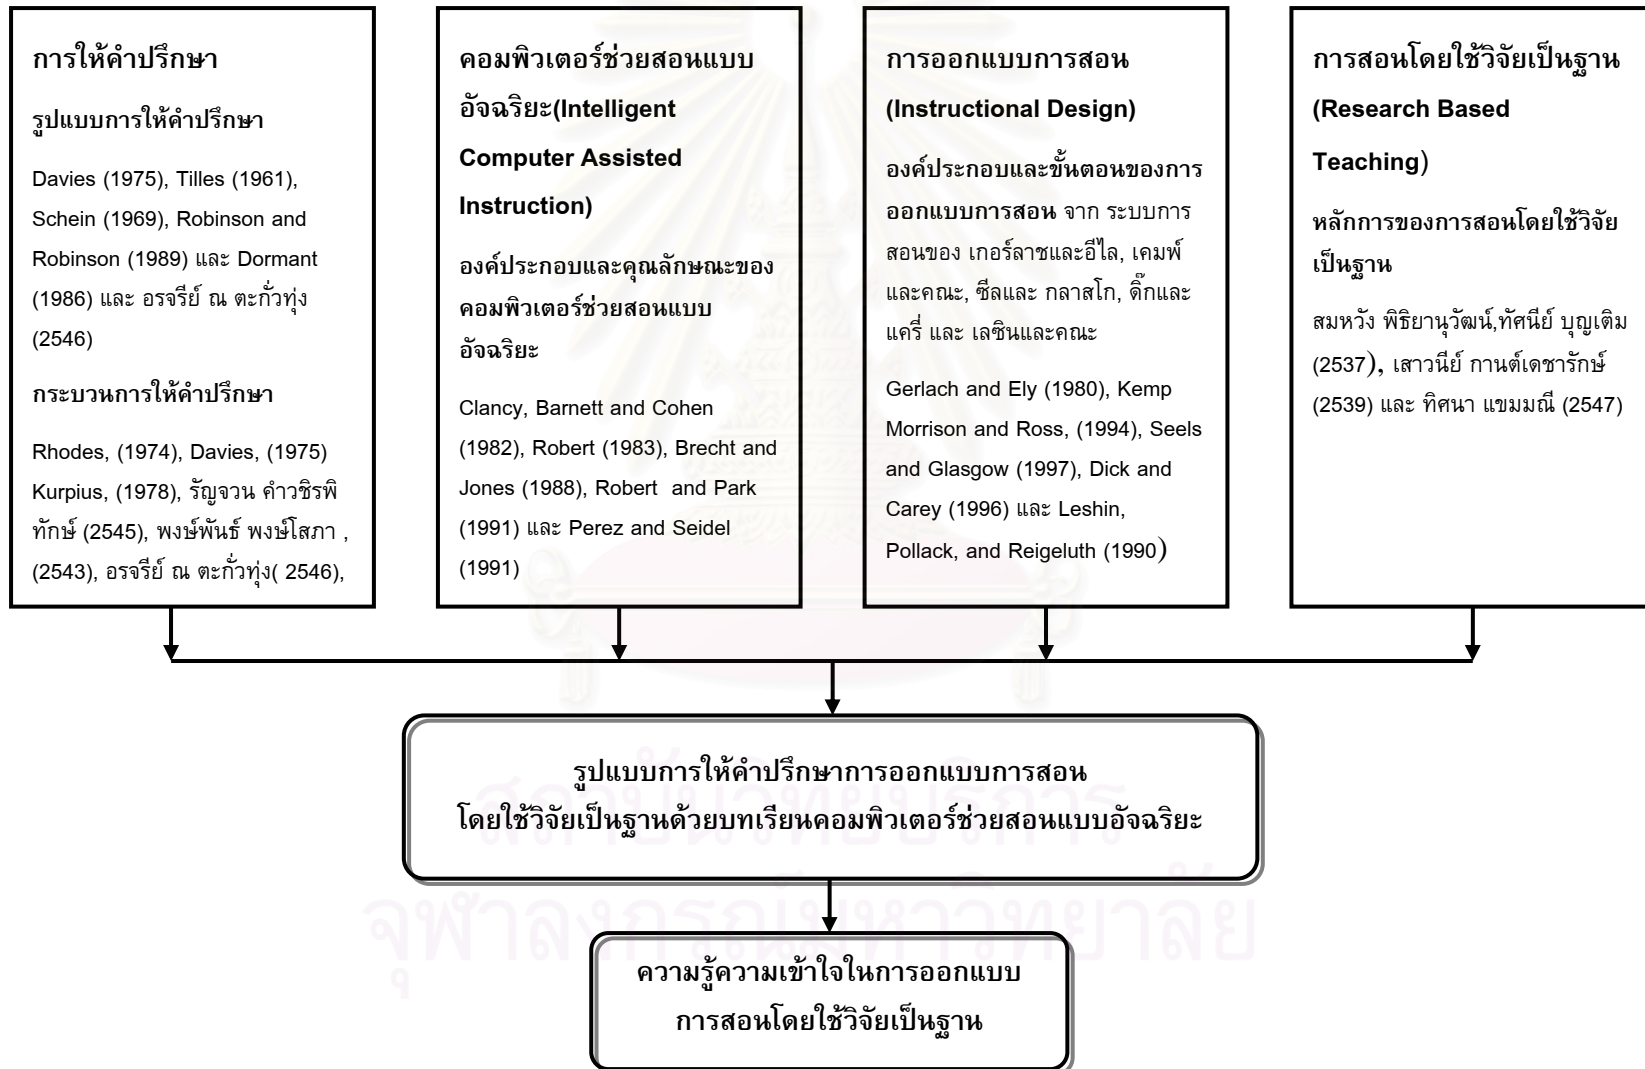 การให้คำปรึกษา
รูปแบบการให้คำปรึกษา
Davies (1975), Tilles (1961),
Schein (1969), Robinson and
Robinson (1989) และ Dormant
(1986) และ อรจรีย์ ณ ตะกั่วทุ่ง
(2546)
กระบวนการให้คำปรึกษา
Rhodes, (1974), Davies, (1975)
Kurpius, (1978), รัญจวน คำวชิรพิ
ทักษ์ (2545), พงษ์พันธ์ พงษ์โสภา ,
(2543), อรจรีย์ ณ ตะกั่วทุ่ง( 2546),
คอมพิวเตอร์ช่วยสอนแบบ
อัจฉริยะ(Intelligent
Computer Assisted
Instruction)
องค์ประกอบและคุณลักษณะของ
คอมพิวเตอร์ช่วยสอนแบบ
อัจฉริยะ
Clancy, Barnett and Cohen
(1982), Robert (1983), Brecht and
Jones (1988), Robert  and Park
(1991) และ Perez and Seidel
(1991)
การออกแบบการสอน
(Instructional Design)
องค์ประกอบและขั้นตอนของการ
ออกแบบการสอน จาก ระบบการ
สอนของ เกอร์ลาชและอีไล, เคมพ์
และคณะ, ซีลและ กลาสโก, ดิ๊กและ
แครี่ และ เลชินและคณะ
Gerlach and Ely (1980), Kemp
Morrison and Ross, (1994), Seels
and Glasgow (1997), Dick and
Carey (1996) และ Leshin,
Pollack, and Reigeluth (1990)
การสอนโดยใช้วิจัยเป็นฐาน
(Research Based
Teaching)
หลักการของการสอนโดยใช้วิจัย
เป็นฐาน
สมหวัง พิธิยานุวัฒน์,ทัศนีย์ บุญเติม
(2537), เสาวนีย์ กานต์เดชารักษ์
(2539) และ ทิศนา แขมมณี (2547)
รูปแบบการให้คำปรึกษาการออกแบบการสอน
โดยใช้วิจัยเป็นฐานด้วยบทเรียนคอมพิวเตอร์ช่วยสอนแบบอัจฉริยะ
สถาบันวิทยบริการ
จุฬาลงกรณ์มหาวิทยาลัย
ความรู้ความเข้าใจในการออกแบบ
การสอนโดยใช้วิจัยเป็นฐาน